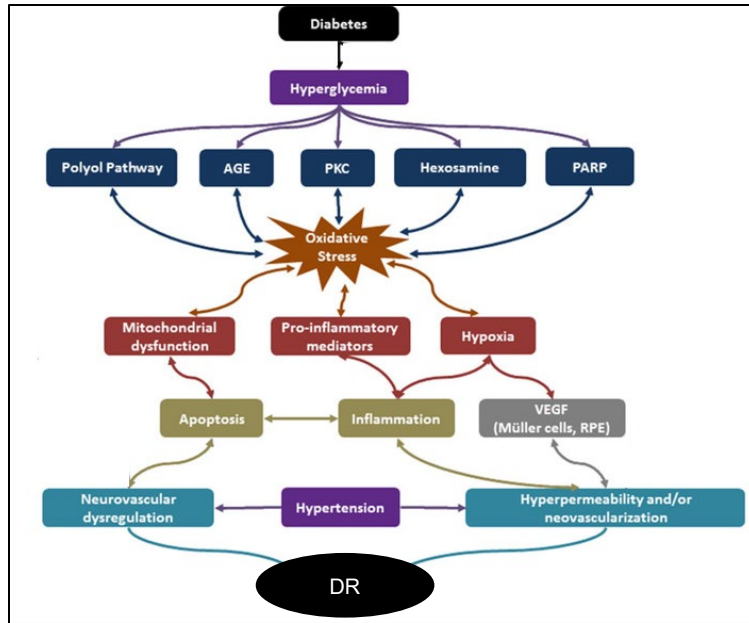 Diabetes
Hyperglycemia
Polyol Pathway
AGE
PKC
Hexosamine
PARP
Oxidative
Stress
Mitochondrial
dysfunction
Pro-inflammatory
mediators
Hypoxia
Apoptosis
Inflammation
VEGF
(Müller cells, RPE)
Neurovascular
dysregulation
Hypertension
Hyperpermeability and/or
neovascularization
DR